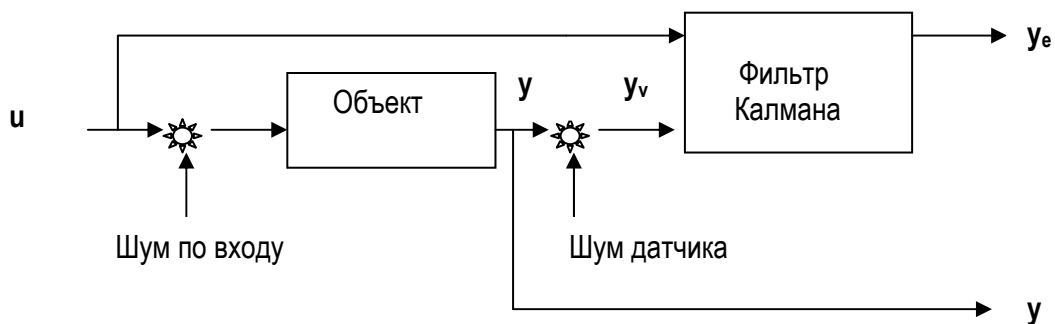 yₑ
Фильтр
Калмана
Объект
y
yᵥ
u
Шум по входу
Шум датчика
y